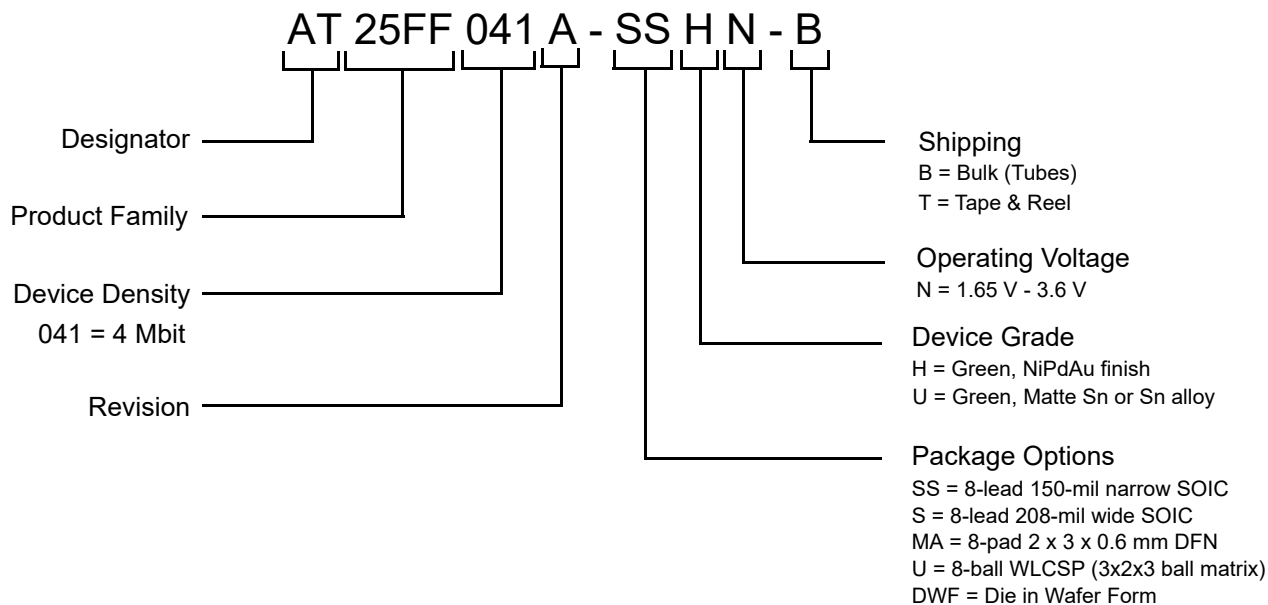 AT 25FF 041 A - SS H N - B
Designator
Product Family
Device Density
041 = 4 Mbit
Revision
Shipping
B = Bulk (Tubes)
T = Tape & Reel
Operating Voltage
N = 1.65 V - 3.6 V
Device Grade
H = Green, NiPdAu finish
U = Green, Matte Sn or Sn alloy
Package Options
SS = 8-lead 150-mil narrow SOIC
S = 8-lead 208-mil wide SOIC
MA = 8-pad 2 x 3 x 0.6 mm DFN
U = 8-ball WLCSP (3x2x3 ball matrix)
DWF = Die in Wafer Form